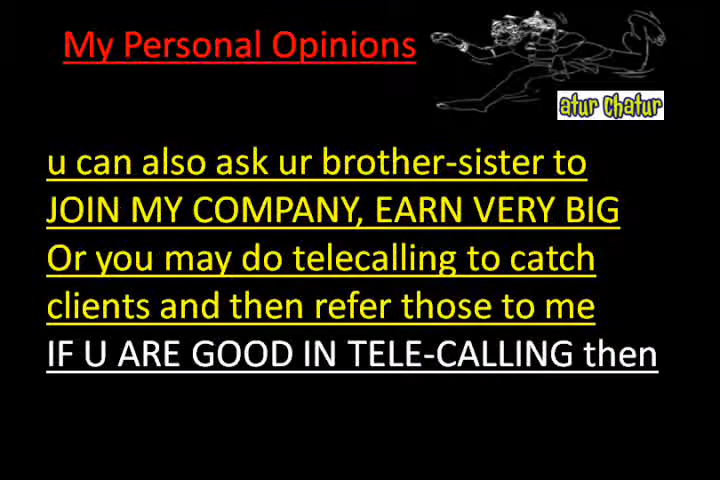 My Personal Opinions
atur chatur
u can also ask ur brother-sister to
JOIN MY COMPANY, EARN VERY BIG
Or you may do telecalling to catch
clients and then refer those to me
IF U ARE GOOD IN TELE-CALLING then